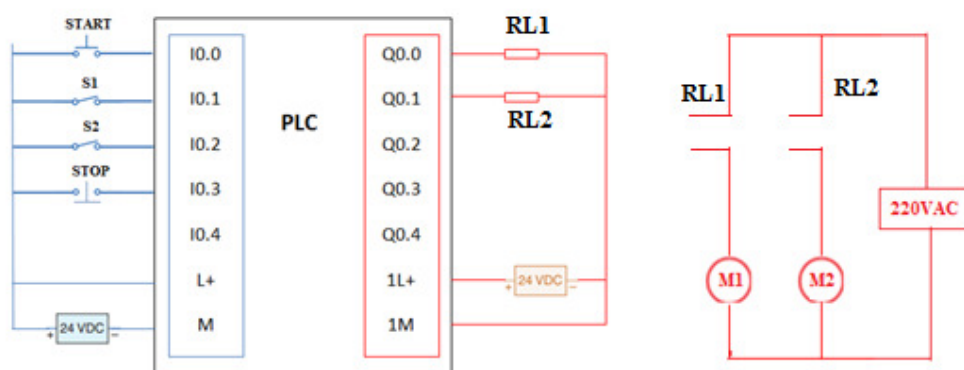 START
I0.0
S1
I0.1
S2
I0.2
STOP
I0.3
I0.4
L+
M
+ 24 VDC -
PLC
Q0.0
Q0.1
Q0.2
Q0.3
Q0.4
1L+
1M
RL1
RL2
+ 24 VDC -
RL1
RL2
220VAC
M1
M2